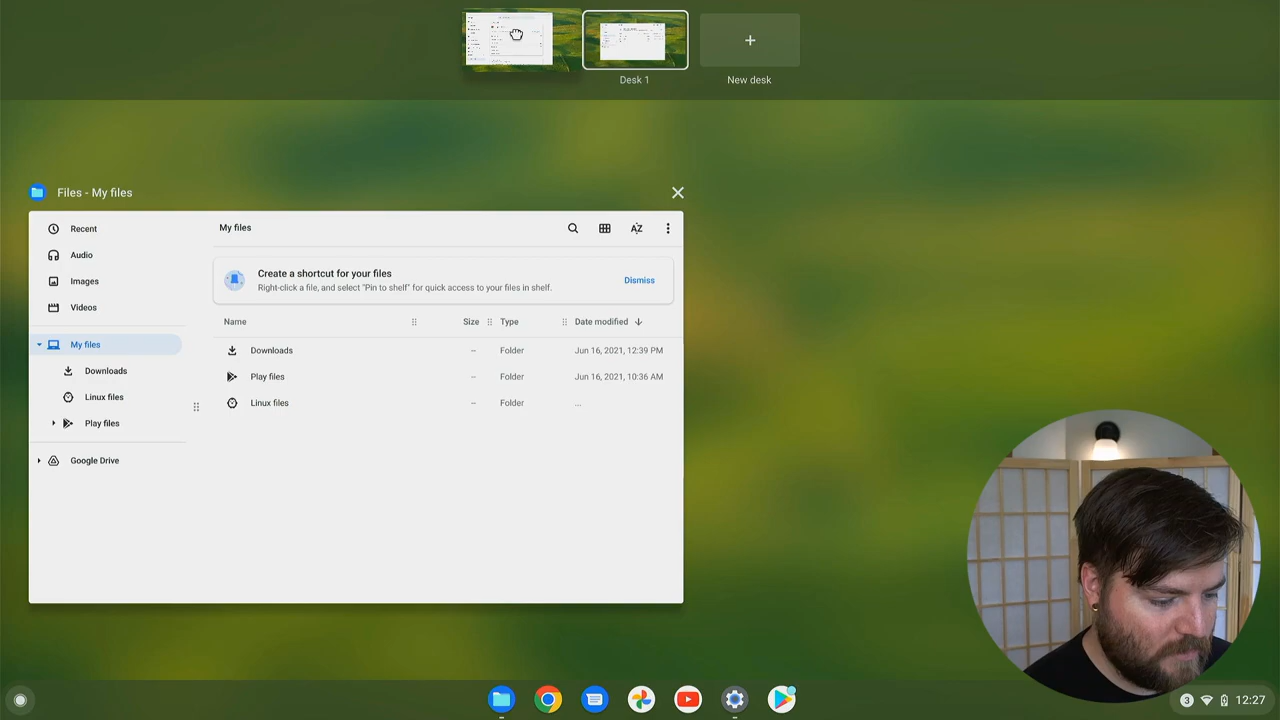 Desk 1
New desk
Files - My files
Recent
Audio
Images
Videos
My files
Downloads
Linux files
Play files
Google Drive
My files
AZ
Create a shortcut for your files
Right-click a file, and select "Pin to shelf" for quick access to your files in shelf.
Dismiss
Name Size Type Date modified
Downloads -- Folder Jun 16, 2021, 12:39 PM
Play files -- Folder Jun 16, 2021, 10:36 AM
Linux files -- Folder ...
3 12:27